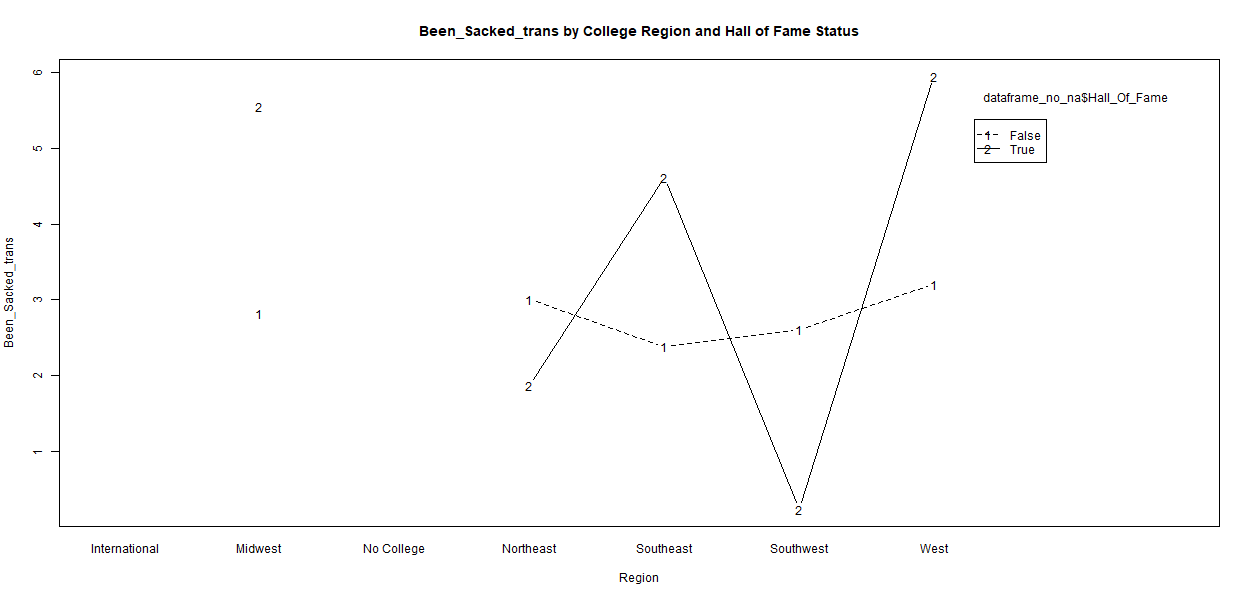 Been_Sacked_trans by College Region and Hall of Fame Status
6
5
4
3
2
1
Been_Sacked_trans
2
1
1
2
2
1
1
2
2
1
dataframe_no_na$Hall_Of_Fame
1 False
2 True
International Midwest No College Northeast Southeast Southwest West
Region